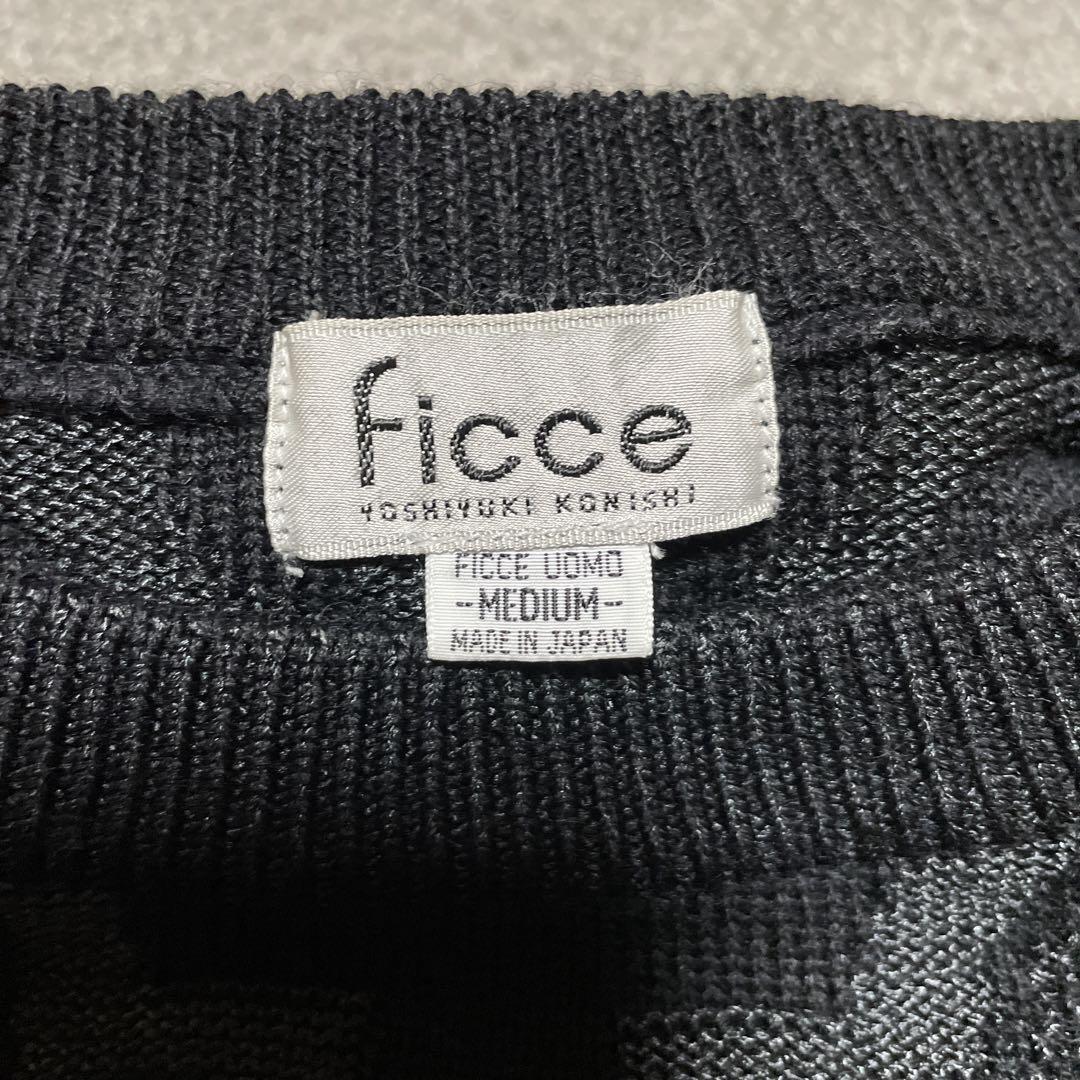 ficce
YOSHIYUKI KONISHI
FICCE UOMO
-MEDIUM-
MADE IN JAPAN